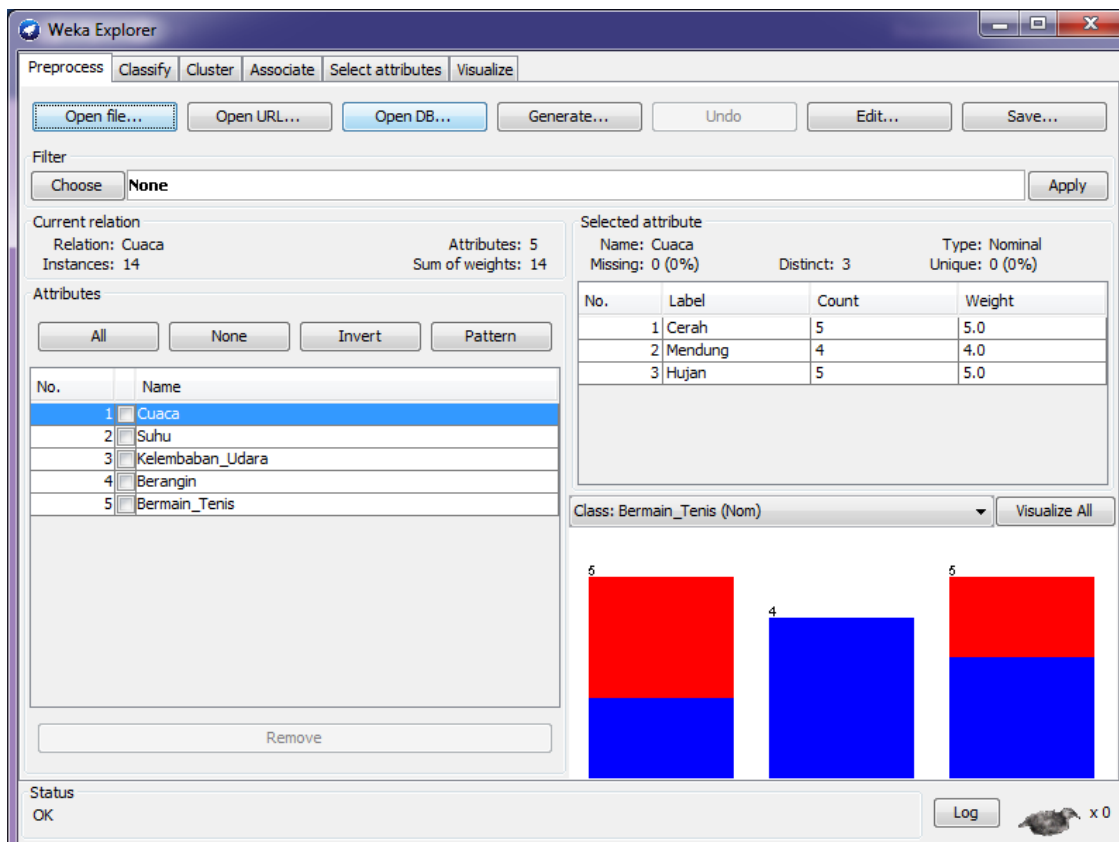 Weka Explorer
Preprocess Classify Cluster Associate Select attributes Visualize
Open file... Open URL... Open DB... Generate... Undo Edit... Save...
Filter
Choose None Apply
Current relation
Relation: Cuaca Attributes: 5
Instances: 14 Sum of weights: 14
Selected attribute
Name: Cuaca Type: Nominal
Missing: 0 (0%) Distinct: 3 Unique: 0 (0%)
Attributes
All None Invert Pattern
No. Name
1 Cuaca
2 Suhu
3 Kelembaban_Udara
4 Berangin
5 Bermain_Tenis
Remove
No. Label Count Weight
1 Cerah 5 5.0
2 Mendung 4 4.0
3 Hujan 5 5.0
Class: Bermain_Tenis (Nom) Visualize All
5 4 5
Status
OK
Log x 0